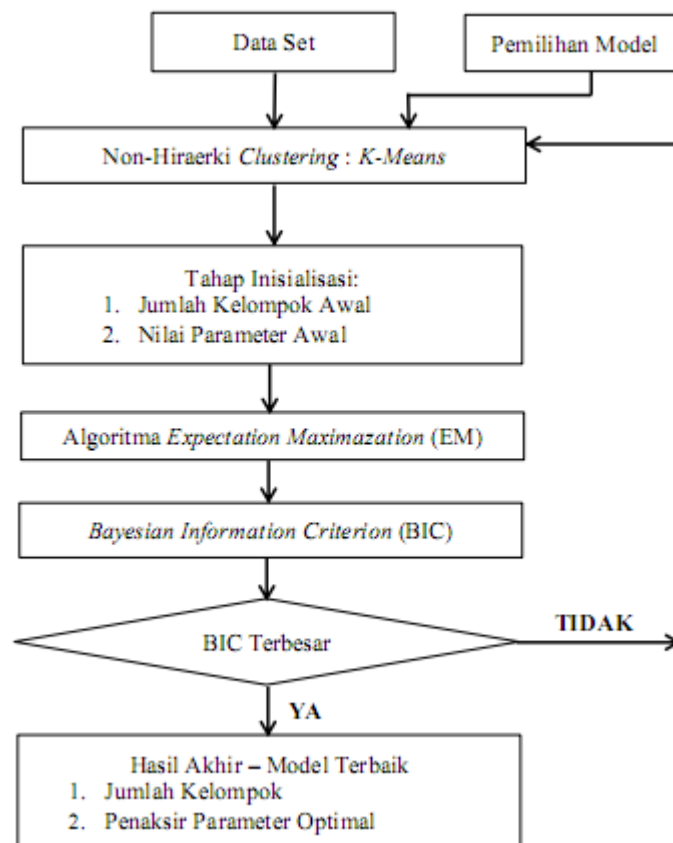 Data Set
Pemilihan Model
Non-Hiraerki Clustering : K-Means
Tahap Inisialisasi:
1. Jumlah Kelompok Awal
2. Nilai Parameter Awal
Algoritma Expectation Maximazation (EM)
Bayesian Information Criterion (BIC)
BIC Terbesar
TIDAK
YA
Hasil Akhir – Model Terbaik
1. Jumlah Kelompok
2. Penaksir Parameter Optimal